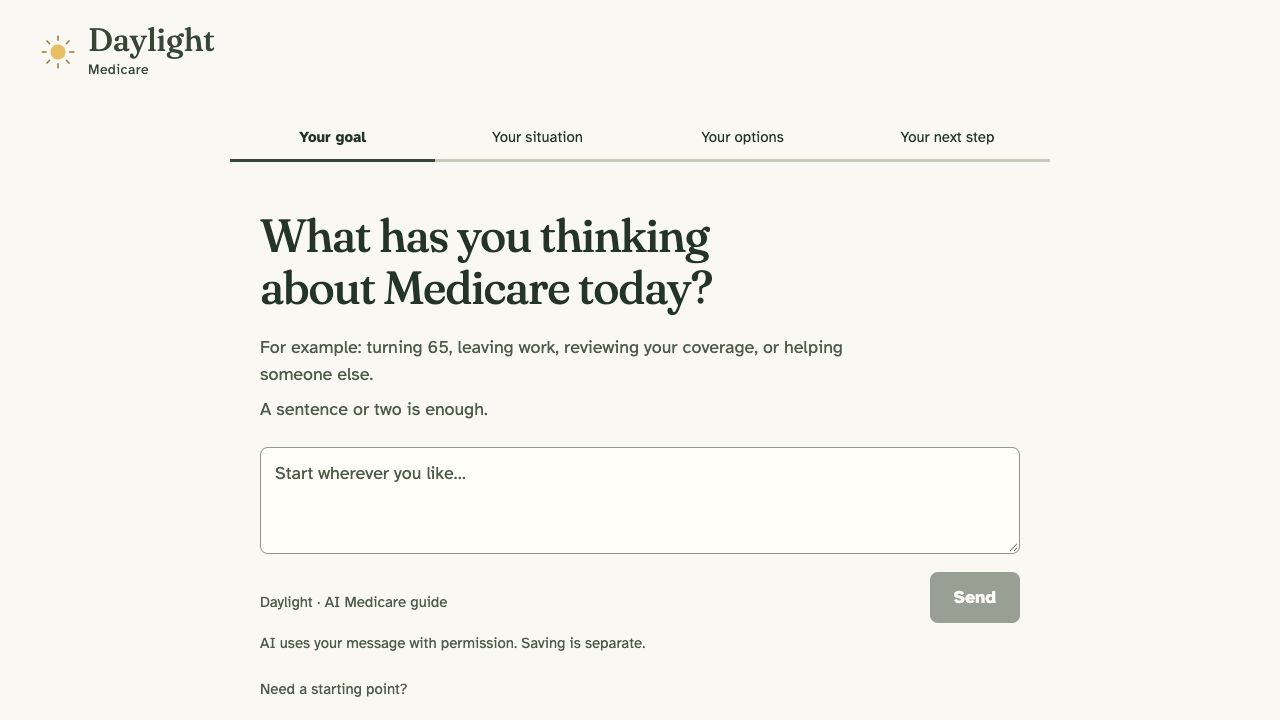 Daylight
Medicare
Your goal
Your situation
Your options
Your next step
What has you thinking
about Medicare today?
For example: turning 65, leaving work, reviewing your coverage, or helping
someone else.
A sentence or two is enough.
Start wherever you like...
Send
Daylight · AI Medicare guide
AI uses your message with permission. Saving is separate.
Need a starting point?